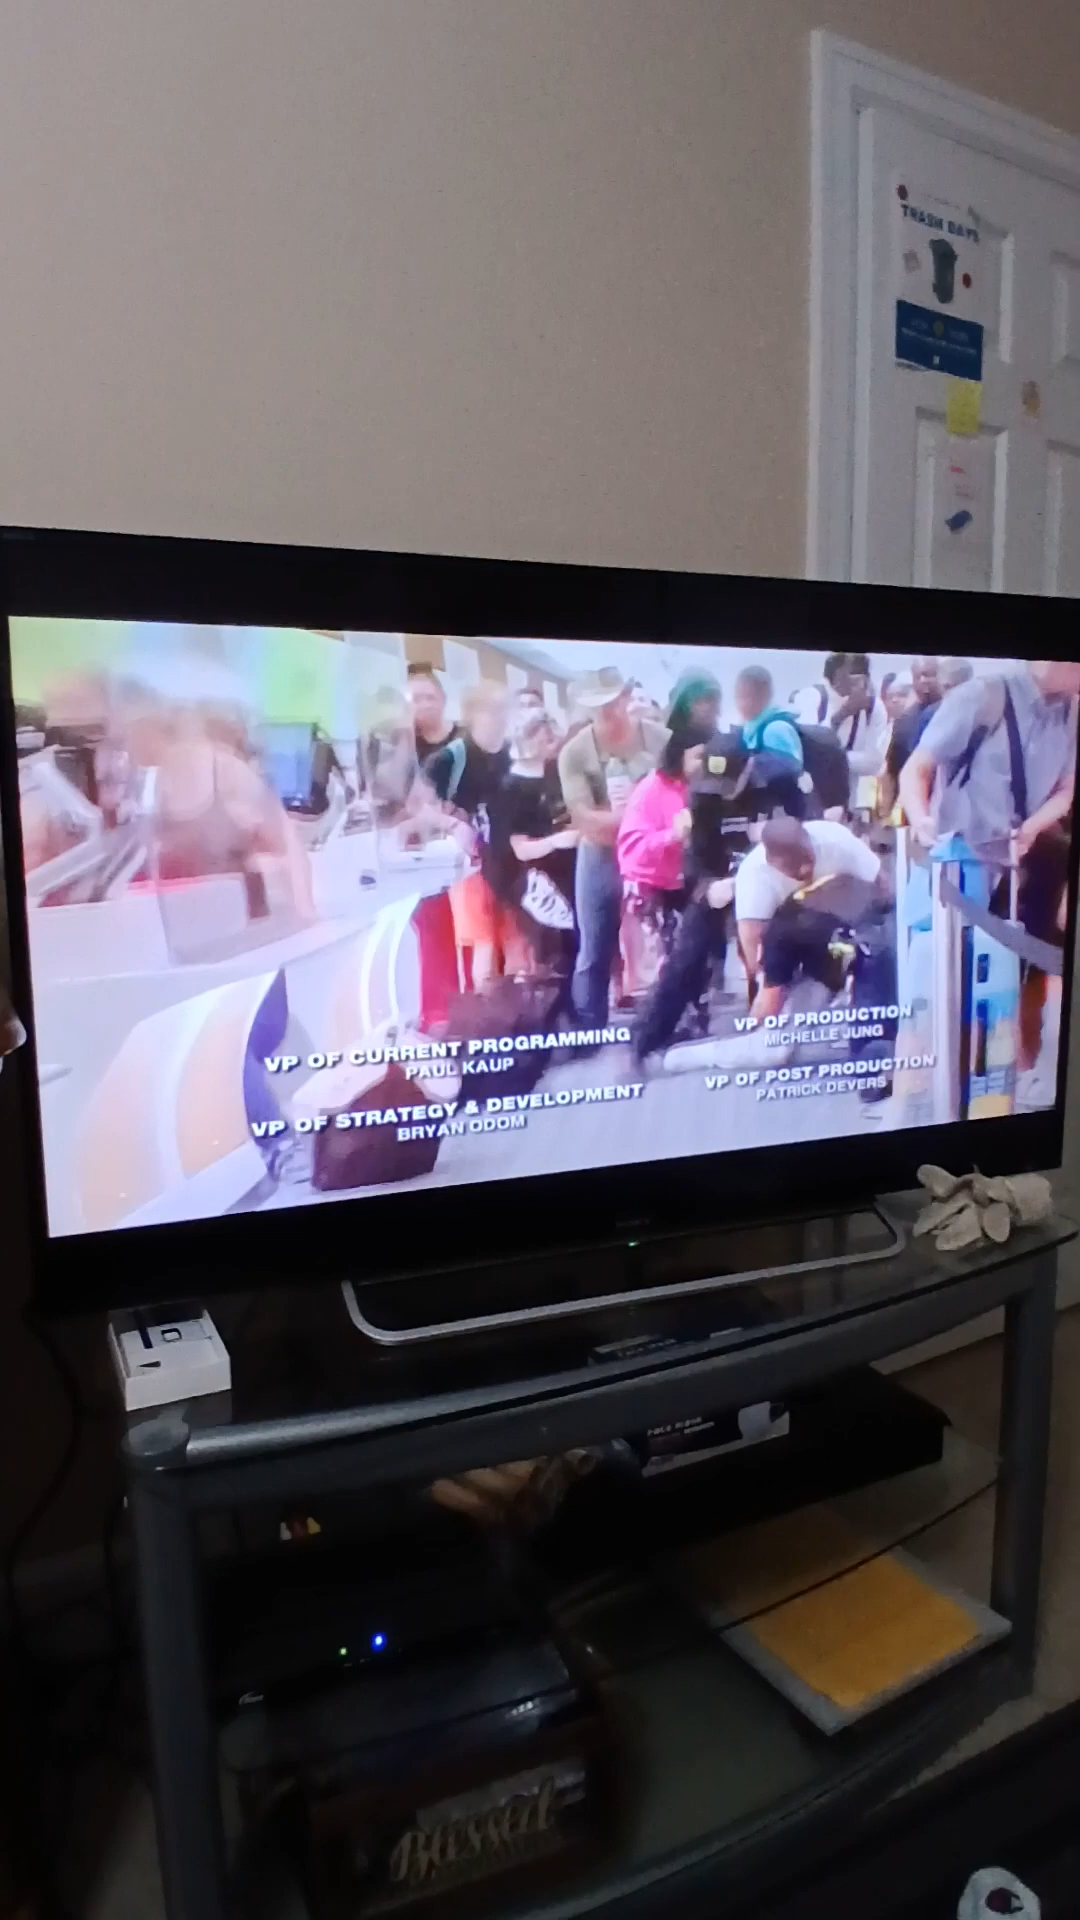 TRASH DAYS
VP OF CURRENT PROGRAMMING
PAUL KAUP
VP OF STRATEGY & DEVELOPMENT
BRYAN ODOM
VP OF PRODUCTION
MICHELLE JUNG
VP OF POST PRODUCTION
PATRICK DEVERS
Blessed